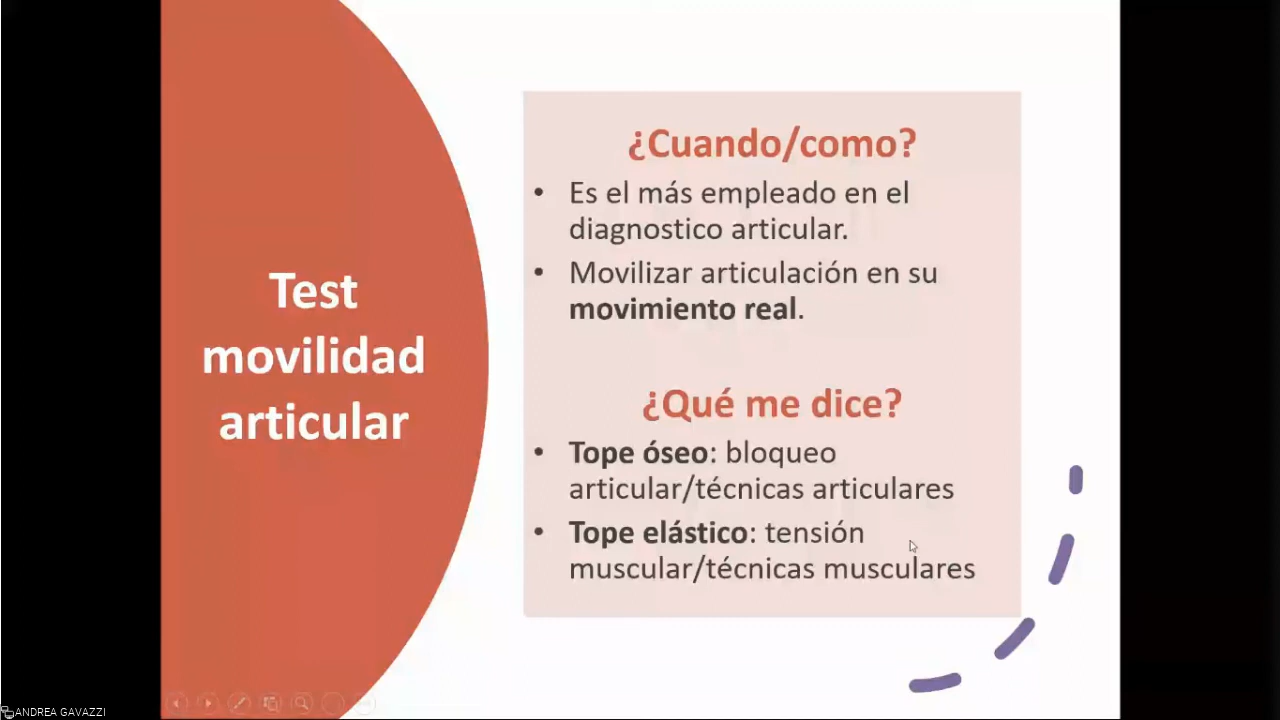 Test
movilidad
articular
¿Cuando/como?
• Es el más empleado en el
diagnostico articular.
• Movilizar articulación en su
movimiento real.
¿Qué me dice?
• Tope óseo: bloqueo
articular/técnicas articulares
• Tope elástico: tensión
muscular/técnicas musculares
ANDREA GAVAZZI